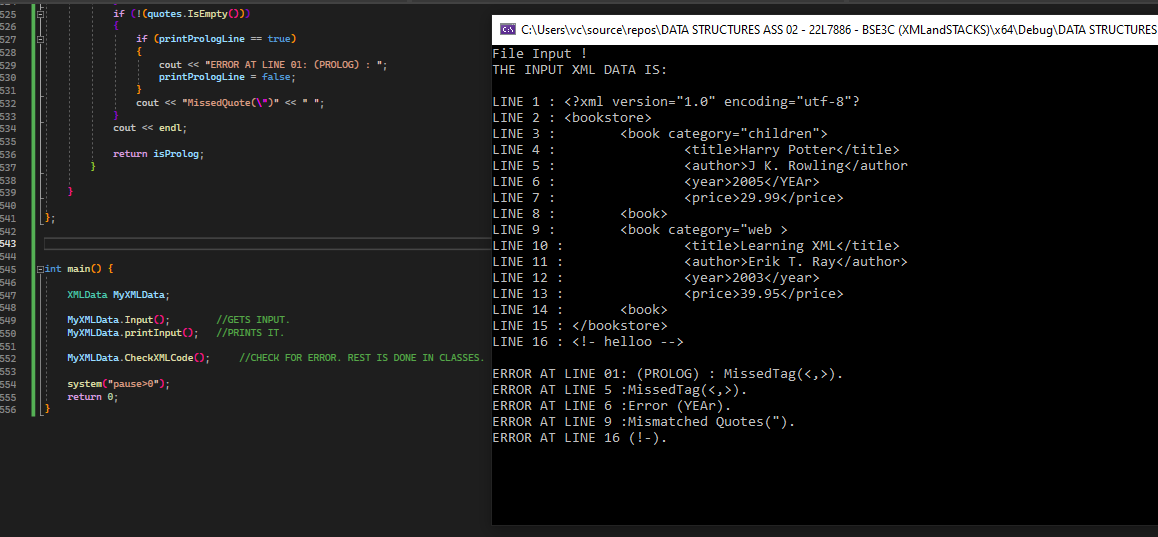 525 if (!(quotes.IsEmpty()))
526 {
527 if (printPrologLine == true)
528 {
529 cout << "ERROR AT LINE 01: (PROLOG) : ";
530 printPrologLine = false;
531 }
532 cout << "MissedQuote(\")" << " ";
533 }
534 cout << endl;
535
536 return isProlog;
537 }
538
539 }
540
541 };
542
543
544
545 int main() {
546
547 XMLData MyXMLData;
548
549 MyXMLData.Input(); //GETS INPUT.
550 MyXMLData.printInput(); //PRINTS IT.
551
552 MyXMLData.CheckXMLCode(); //CHECK FOR ERROR. REST IS DONE IN CLASSES.
553
554 system("pause>0");
555 return 0;
556 }
C:\Users\vc\source\repos\DATA STRUCTURES ASS 02 - 22L7886 - BSE3C (XMLandSTACKS)\x64\Debug\DATA STRUCTURES
File Input !
THE INPUT XML DATA IS:
LINE 1 : <?xml version="1.0" encoding="utf-8"?
LINE 2 : <bookstore>
LINE 3 : <book category="children">
LINE 4 : <title>Harry Potter</title>
LINE 5 : <author>J K. Rowling</author
LINE 6 : <year>2005</YEAr>
LINE 7 : <price>29.99</price>
LINE 8 : <book>
LINE 9 : <book category="web >
LINE 10 : <title>Learning XML</title>
LINE 11 : <author>Erik T. Ray</author>
LINE 12 : <year>2003</year>
LINE 13 : <price>39.95</price>
LINE 14 : <book>
LINE 15 : </bookstore>
LINE 16 : <!- helloo -->
ERROR AT LINE 01: (PROLOG) : MissedTag(<,>).
ERROR AT LINE 5 :MissedTag(<,>).
ERROR AT LINE 6 :Error (YEAr).
ERROR AT LINE 9 :Mismatched Quotes(").
ERROR AT LINE 16 (!-).